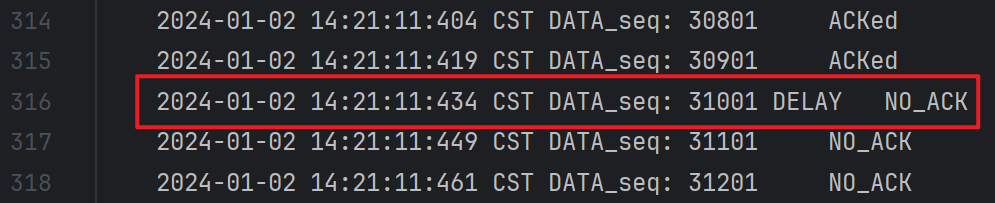 314 2024-01-02 14:21:11:404 CST DATA_seq: 30801 ACKed
315 2024-01-02 14:21:11:419 CST DATA_seq: 30901 ACKed
316 2024-01-02 14:21:11:434 CST DATA_seq: 31001 DELAY NO_ACK
317 2024-01-02 14:21:11:449 CST DATA_seq: 31101 NO_ACK
318 2024-01-02 14:21:11:461 CST DATA_seq: 31201 NO_ACK